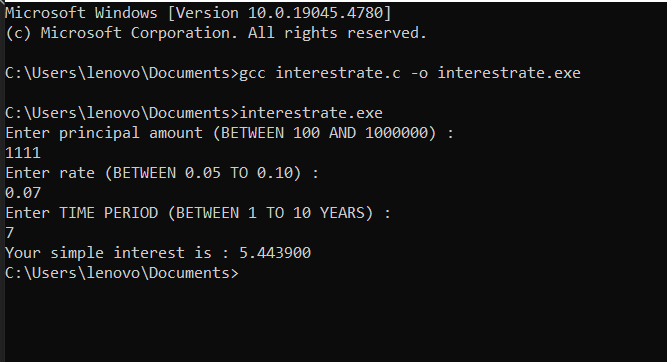 Microsoft Windows [Version 10.0.19045.4780]
(c) Microsoft Corporation. All rights reserved.
C:\Users\lenovo\Documents>gcc interestrate.c -o interestrate.exe
C:\Users\lenovo\Documents>interestrate.exe
Enter principal amount (BETWEEN 100 AND 1000000) :
1111
Enter rate (BETWEEN 0.05 TO 0.10) :
0.07
Enter TIME PERIOD (BETWEEN 1 TO 10 YEARS) :
7
Your simple interest is : 5.443900
C:\Users\lenovo\Documents>